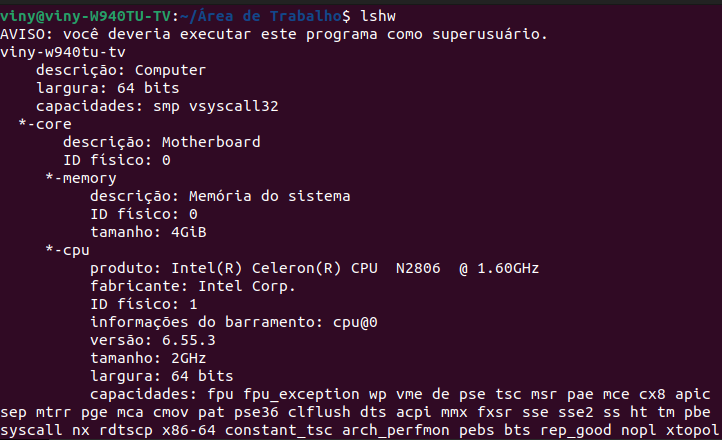 viny@viny-W940TU-TV:~/Área de Trabalho$ lshw
AVISO: você deveria executar este programa como superusuário.
viny-w940tu-tv
descrição: Computer
largura: 64 bits
capacidades: smp vsyscall32
*-core
descrição: Motherboard
ID físico: 0
*-memory
descrição: Memória do sistema
ID físico: 0
tamanho: 4GiB
*-cpu
produto: Intel(R) Celeron(R) CPU  N2806  @ 1.60GHz
fabricante: Intel Corp.
ID físico: 1
informações do barramento: cpu@0
versão: 6.55.3
tamanho: 2GHz
largura: 64 bits
capacidades: fpu fpu_exception wp vme de pse tsc msr pae mce cx8 apic
sep mtrr pge mca cmov pat pse36 clflush dts acpi mmx fxsr sse sse2 ss ht tm pbe
syscall nx rdtscp x86-64 constant_tsc arch_perfmon pebs bts rep_good nopl xtopol